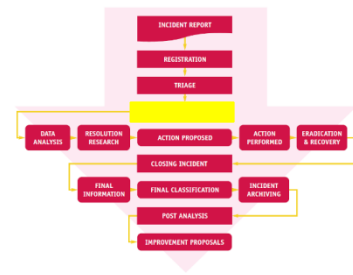 INCIDENT REPORT
REGISTRATION
TRIAGE
DATA ANALYSIS
RESOLUTION RESEARCH
ACTION PROPOSED
ACTION PERFORMED
ERADICATION & RECOVERY
CLOSING INCIDENT
FINAL INFORMATION
FINAL CLASSIFICATION
INCIDENT ARCHIVING
POST ANALYSIS
IMPROVEMENT PROPOSALS